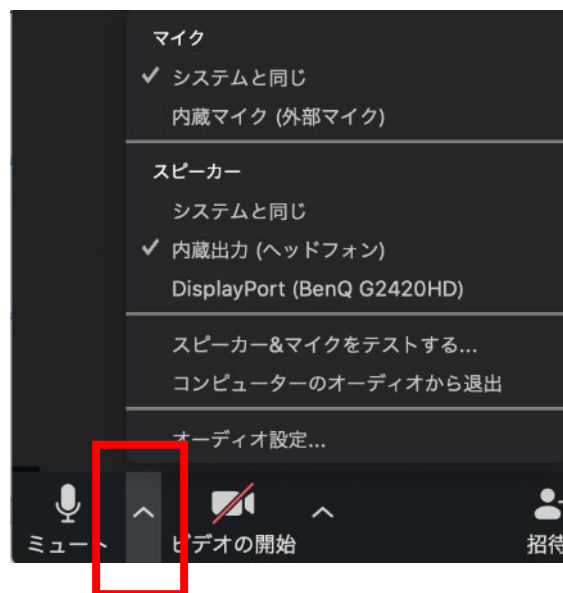 マイク
システムと同じ
内蔵マイク (外部マイク)
スピーカー
システムと同じ
内蔵出力 (ヘッドフォン)
DisplayPort (BenQ G2420HD)
スピーカー&マイクをテストする...
コンピューターのオーディオから退出
オーディオ設定...
ミュート
ビデオの開始
招待